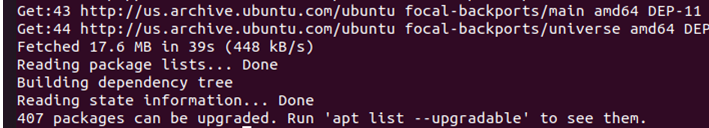 Get:43 http://us.archive.ubuntu.com/ubuntu focal-backports/main amd64 DEP-11
Get:44 http://us.archive.ubuntu.com/ubuntu focal-backports/universe amd64 DEP
Fetched 17.6 MB in 39s (448 kB/s)
Reading package lists... Done
Building dependency tree
Reading state information... Done
407 packages can be upgraded. Run 'apt list --upgradable' to see them.